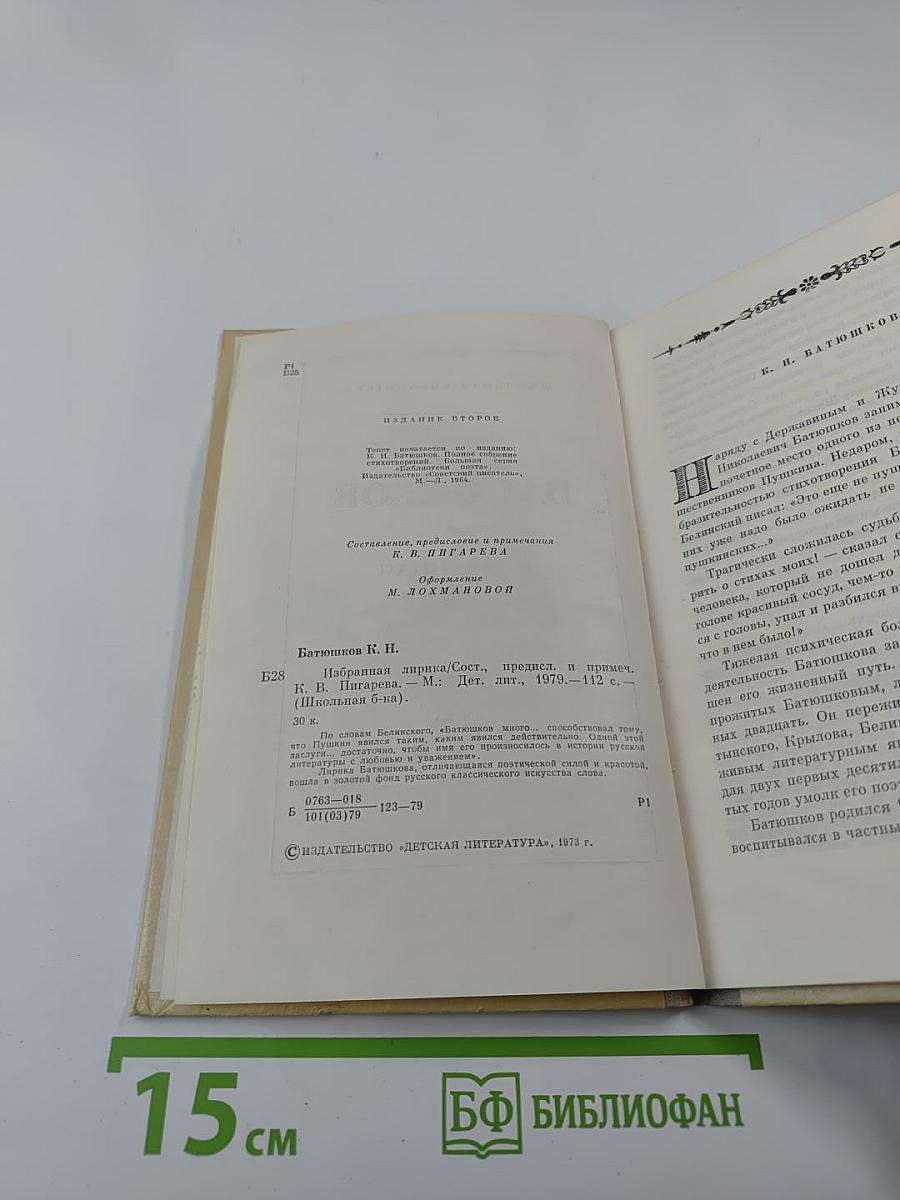 Р1
Б28
ИЗДАНИЕ ВТОРОЕ
Текст печатается по изданию:
К. Н. Батюшков. Полное собрание
стихотворений. Большая серия
«Библиотеки поэта».
Издательство «Советский писатель»,
М.—Л., 1964.
Составление, предисловие и примечания
К. В. ПИГАРЕВА
Оформление
М. ЛОХМАНОВОЙ
Батюшков К. Н.
Б28 Избранная лирика/Сост., предисл. и примеч.
К. В. Пигарева. — М.: Дет. лит., 1979.—112 с.—
(Школьная б-ка).
30 к.
По словам Белинского, «Батюшков много... способствовал тому,
что Пушкин явился таким, каким явился действительно. Одной этой
заслуги... достаточно, чтобы имя его произносилось в истории русской
литературы с любовью и уважением».
Лирика Батюшкова, отличающаяся поэтической силой и красотой,
вошла в золотой фонд русского классического искусства слова.
Б 0763—018
101(03)79 —123—79 Р1
© ИЗДАТЕЛЬСТВО «ДЕТСКАЯ ЛИТЕРАТУРА», 1973 г.
К. Н. БАТЮШКОВ
Наряду с Державиным и Жу
Николаевич Батюшков заним
почетное место одного из не
шественников Пушкина. Недаром,
бразительностью стихотворения Б
Белинский писал: «Это еще не пуш
них уже надо было ожидать не
пушкинских...»
Трагически сложилась судьб
рить о стихах моих! — сказал о
человека, который не дошел д
голове красивый сосуд, чем-то
ся с головы, упал и разбился в
что в нем было!»
Тяжелая психическая бол
деятельность Батюшкова за
шен его жизненный путь.
прожитых Батюшковым, л
ных двадцать. Он пережи
тынского, Крылова, Белин
живым литературным яв
для двух первых десятил
тых годов умолк его поэт
Батюшков родился
воспитывался в частны
15 см
БФ БИБЛИОФАН